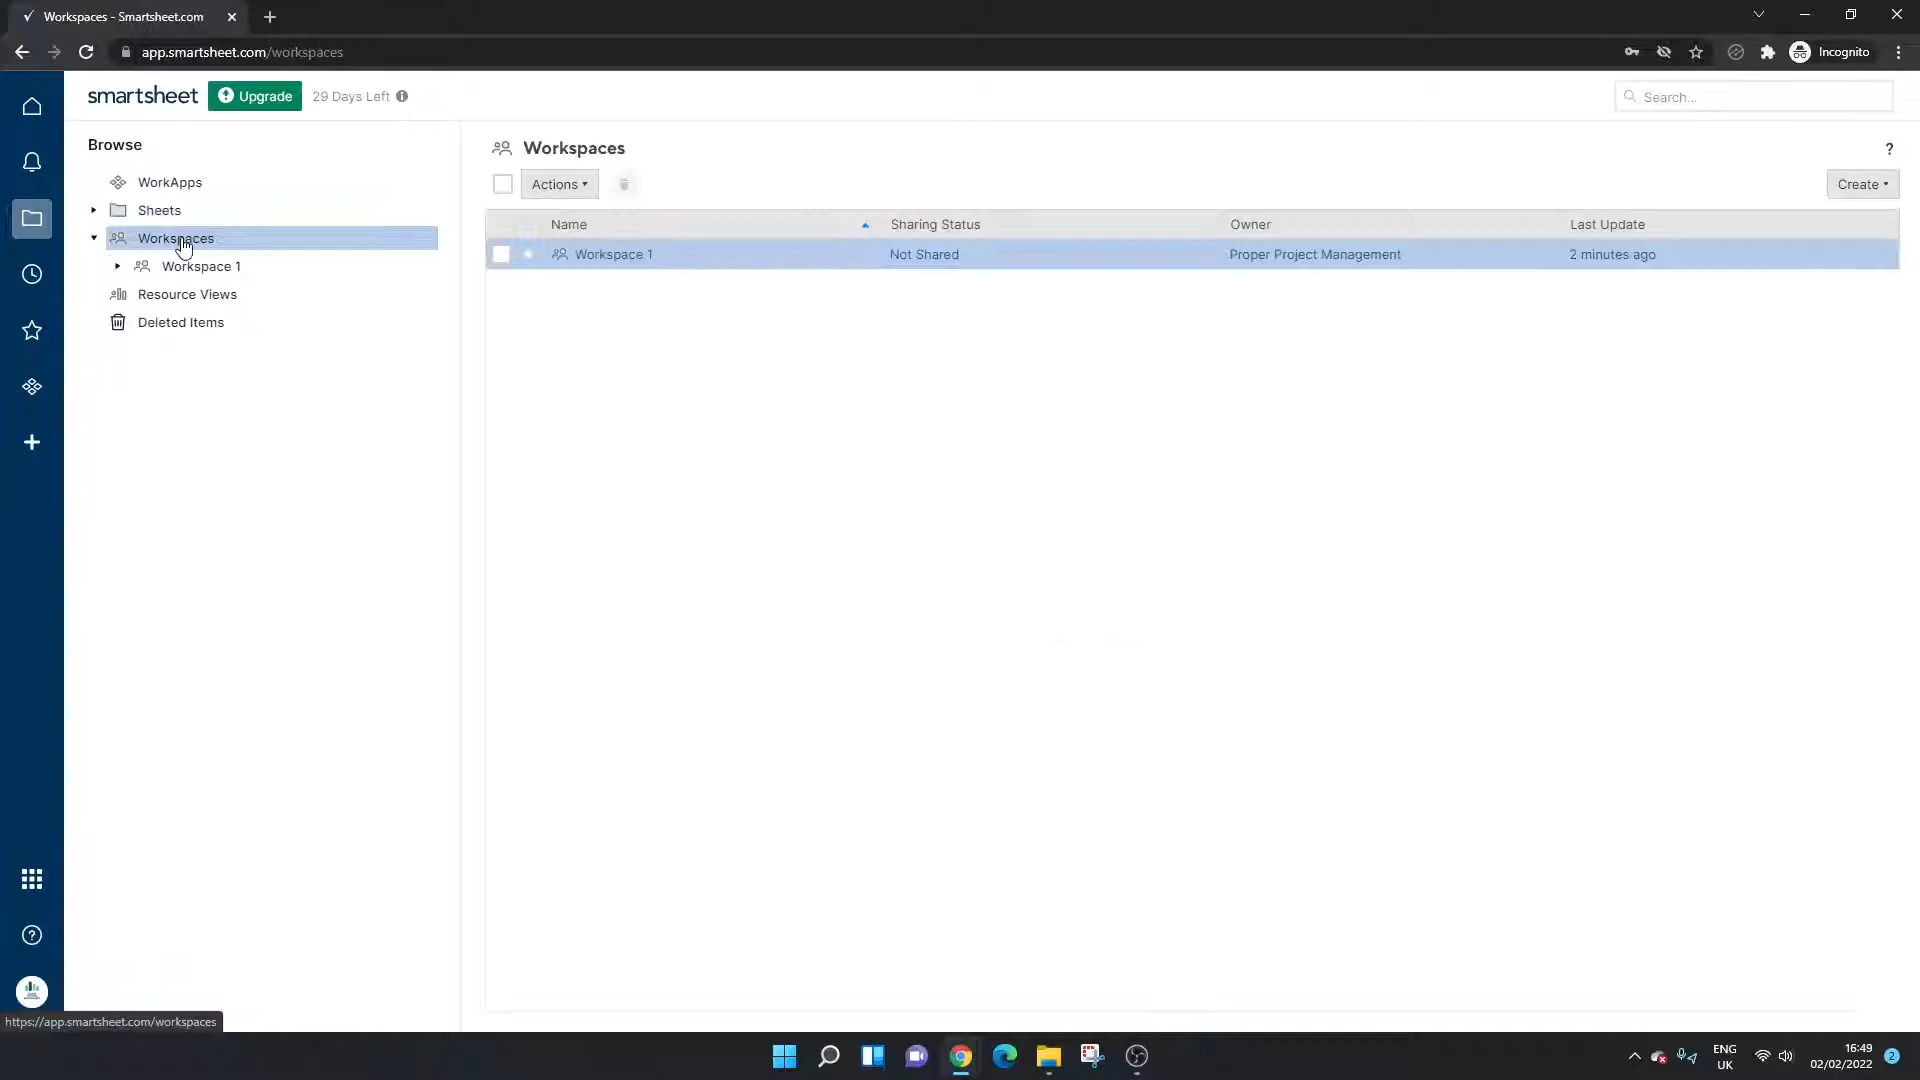 Workspaces - Smartsheet.com
app.smartsheet.com/workspaces
Incognito
smartsheet Upgrade 29 Days Left
Search...
Browse
WorkApps
Sheets
Workspaces
Workspace 1
Resource Views
Deleted Items
Workspaces
?
Actions
Create
Name Sharing Status Owner Last Update
Workspace 1 Not Shared Proper Project Management 2 minutes ago
https://app.smartsheet.com/workspaces
ENG
UK
16:49
02/02/2022
2